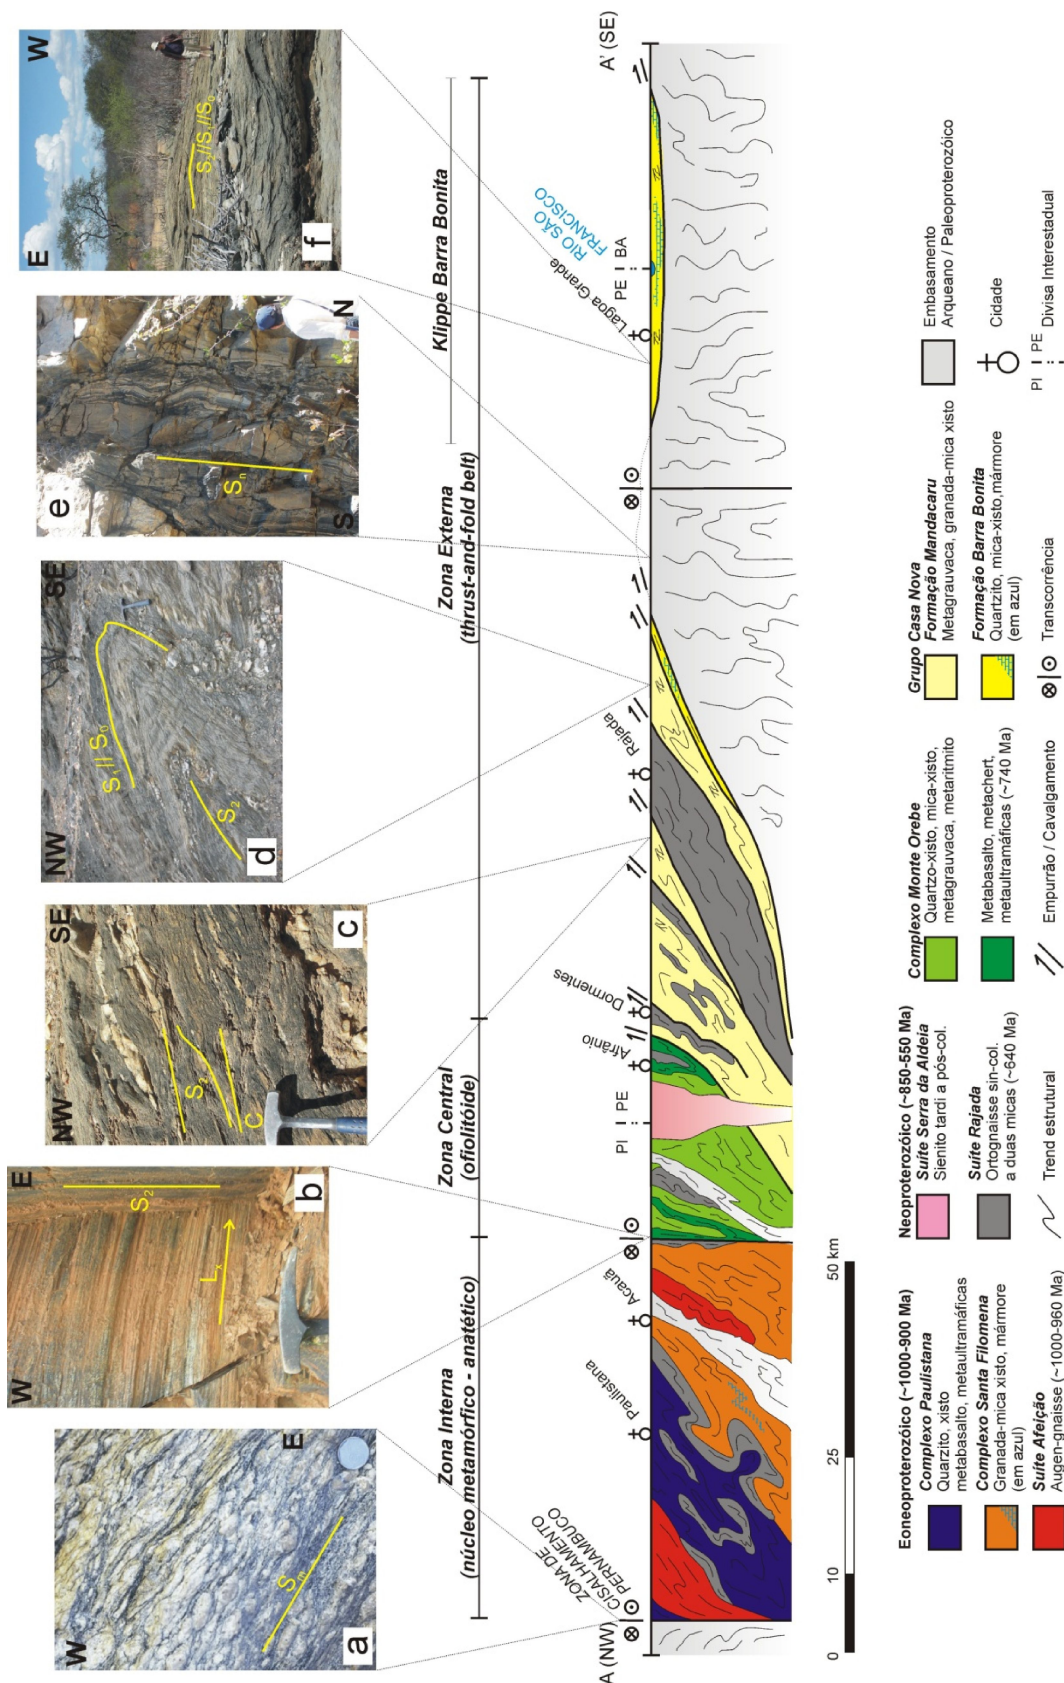 W
E
a
Sm
W
E
b
S2
Lx
NW
SE
c
S2
C
NW
SE
d
S1 // S0
S2
e
S
N
Sn
E
W
f
S2//S1//S0
Zona Interna
(núcleo metamórfico - anatético)
Zona Central
(ofiolitóide)
Zona Externa
(thrust-and-fold belt)
Klippe Barra Bonita
A (NW)
ZONA DE
CISALHAMENTO
PERNAMBUCO
Paulistana
Acauã
PI
PE
Afrânio
Dormentes
Rajada
Lagoa Grande
PE
BA
RIO SÃO
FRANCISCO
A' (SE)
0
10
25
50 km
Eoneoproterozóico (~1000-900 Ma)
Complexo Paulistana
Quarzito, xisto
metabasalto, metaultramáficas
Complexo Santa Filomena
Granada-mica xisto, mármore
(em azul)
Suíte Afeição
Augen-gnaisse (~1000-960 Ma)
Neoproterozóico (~850-550 Ma)
Suíte Serra da Aldeia
Sienito tardi a pós-col.
Suíte Rajada
Ortognaisse sin-col.
a duas micas (~640 Ma)
Trend estrutural
Complexo Monte Orebe
Quartzo-xisto, mica-xisto,
metagrauvaca, metaritmito
Metabasalto, metachert,
metaultramáficas (~740 Ma)
Empurrão / Cavalgamento
Grupo Casa Nova
Formação Mandacaru
Metagrauvaca, granada-mica xisto
Formação Barra Bonita
Quartzito, mica-xisto,mármore
(em azul)
Transcorrência
Embasamento
Arqueano / Paleoproterozóico
Cidade
PI PE Divisa Interestadual